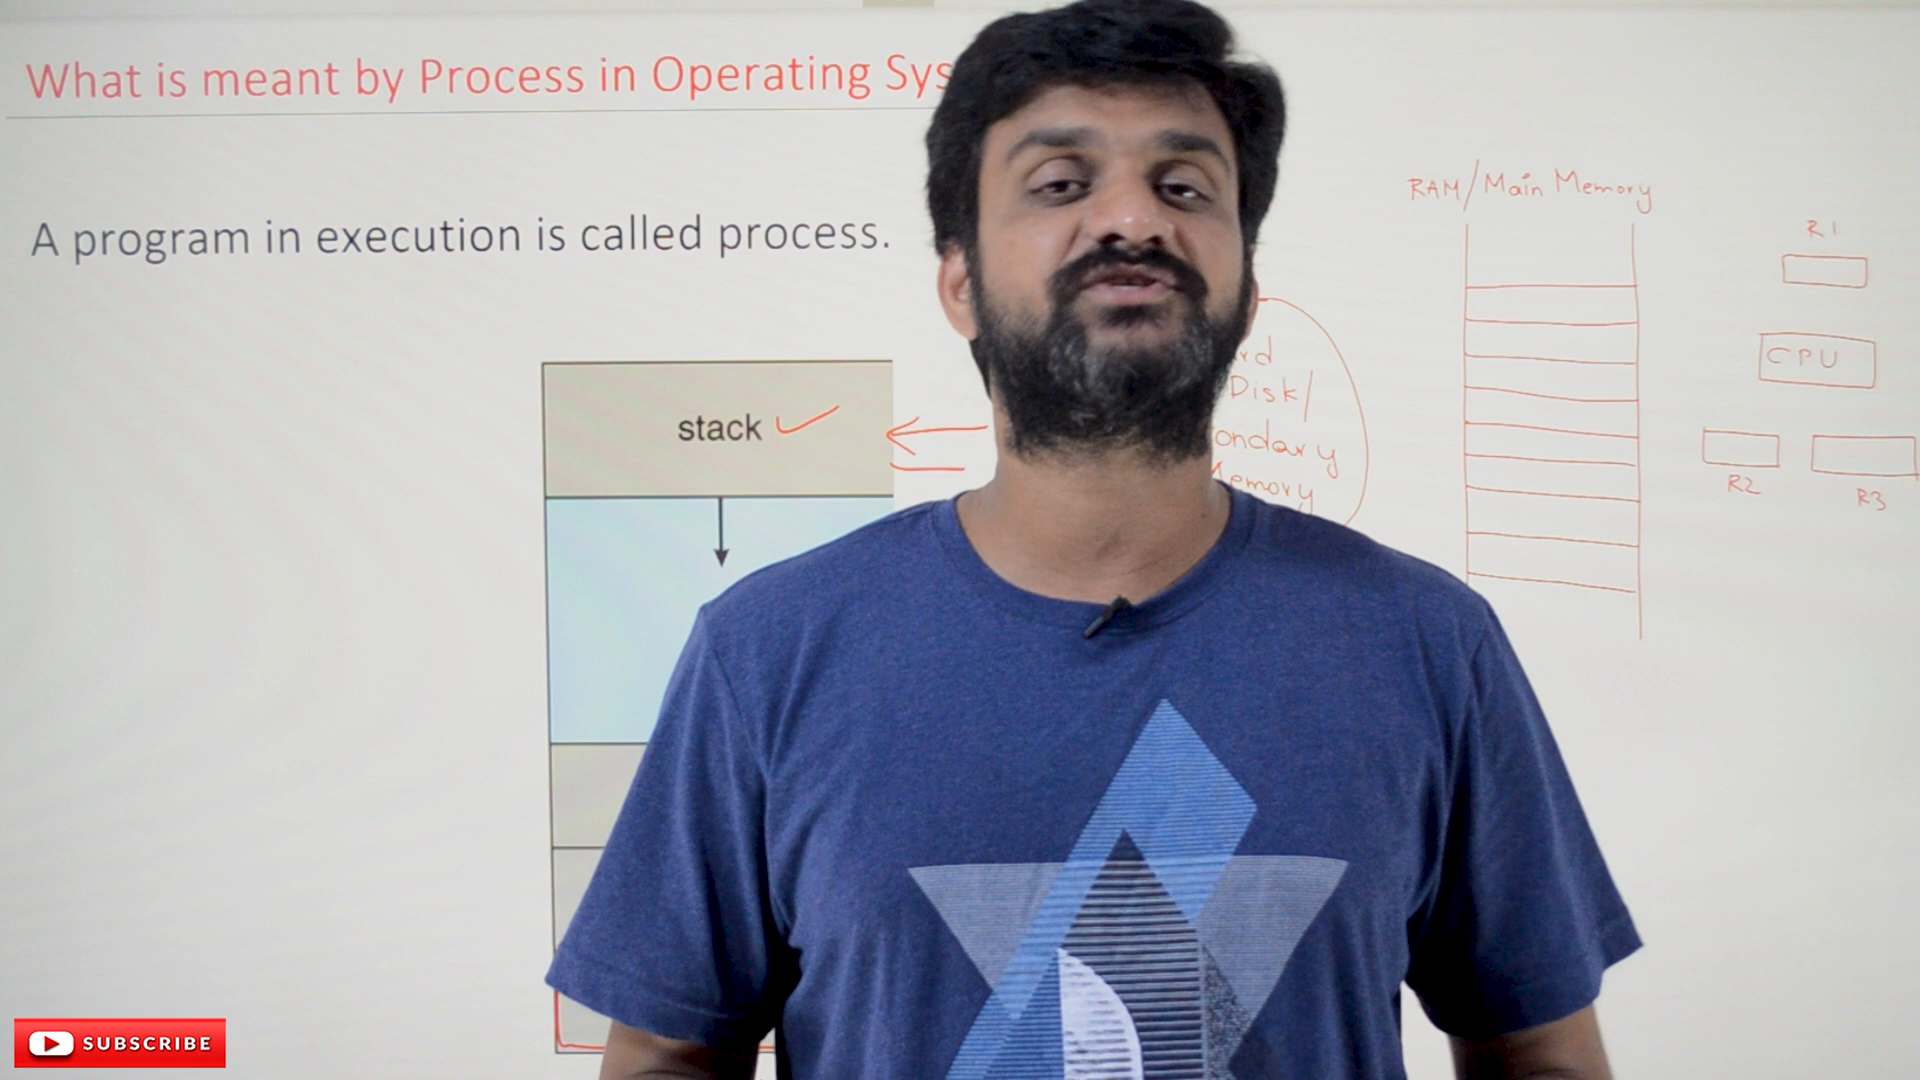 What is meant by Process in Operating Sys
A program in execution is called process.
stack
Disk/
RAM/Main Memory
R1
CPU
R2
R3
SUBSCRIBE